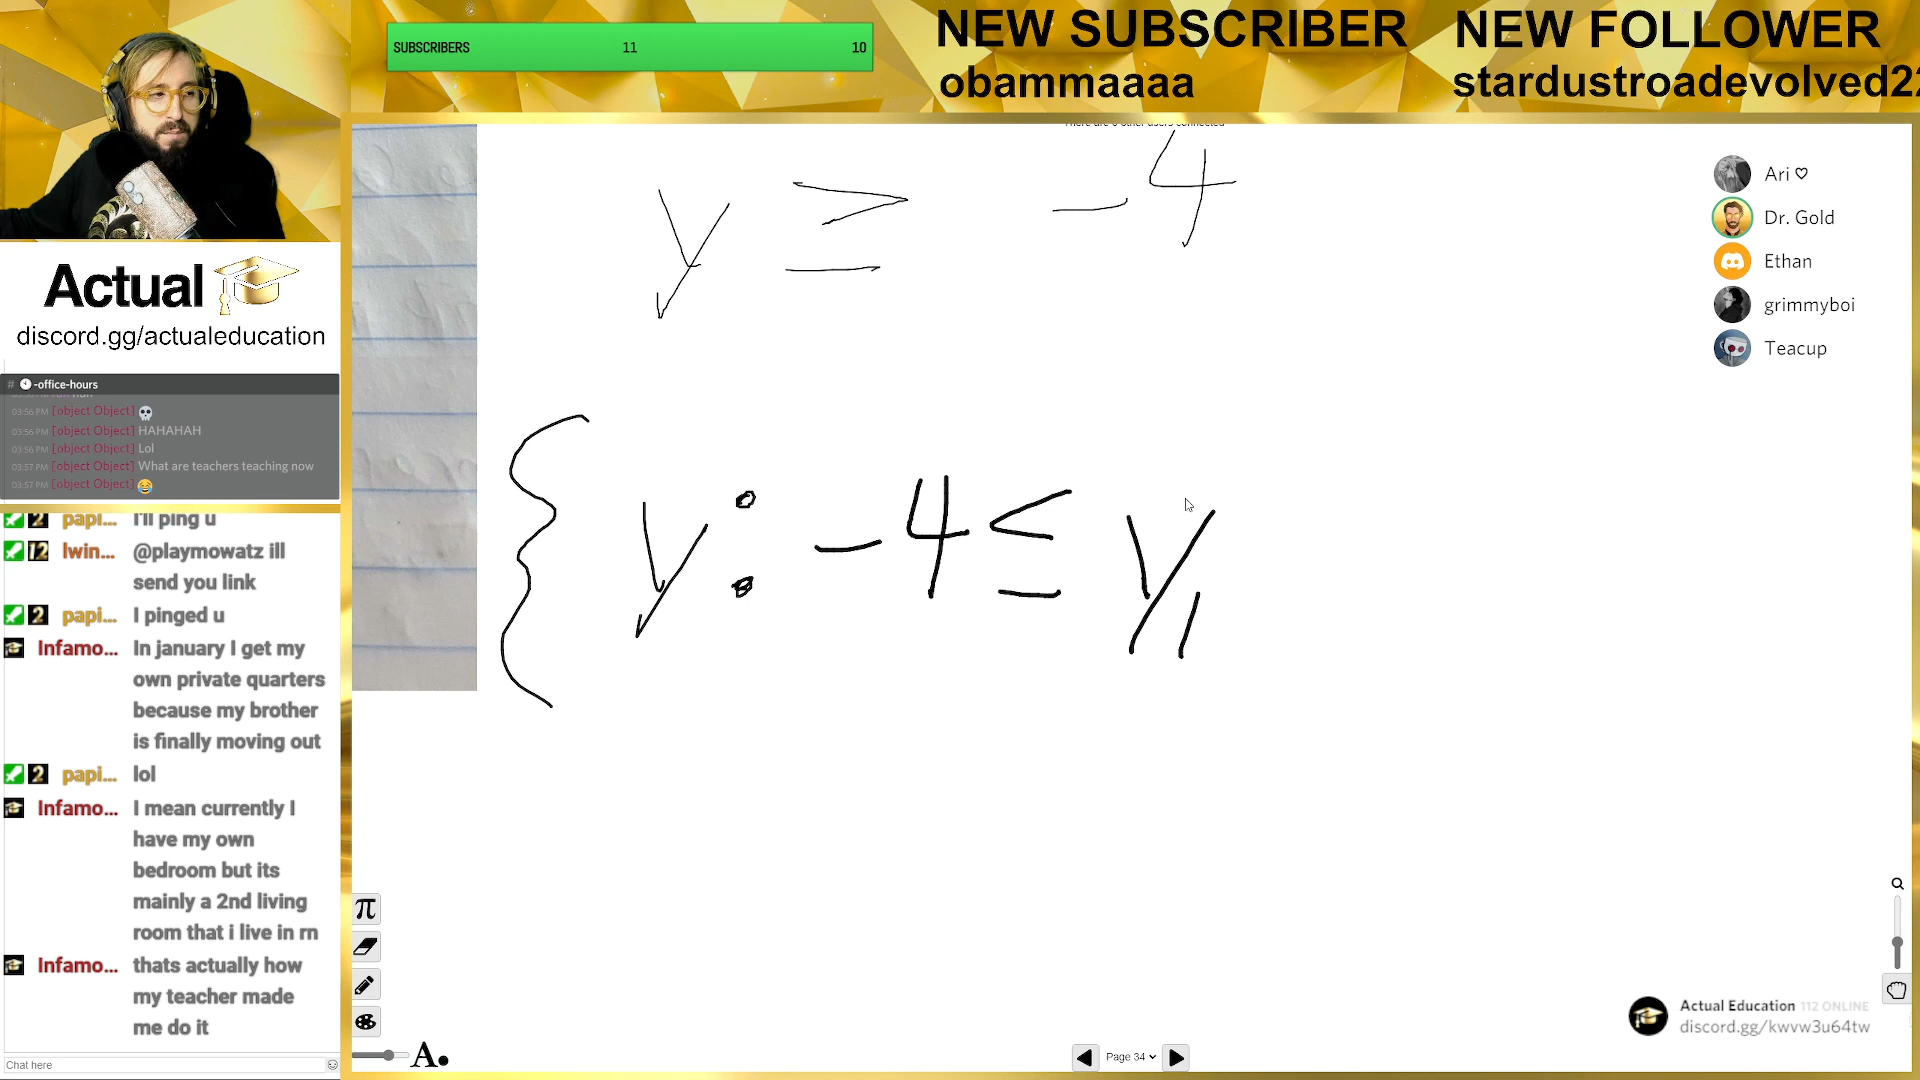 SUBSCRIBERS 11 10
NEW SUBSCRIBER
obammaaaa
NEW FOLLOWER
stardustroadevolved22
Actual
discord.gg/actualeducation
# -office-hours
03:56 PM [object Object] 💀
03:56 PM [object Object] HAHAHAH
03:56 PM [object Object] Lol
03:57 PM [object Object] What are teachers teaching now
03:57 PM [object Object] 😂
2 papi... I'll ping u
12 lwin... @playmowatz ill
send you link
2 papi... I pinged u
Infamo... In january I get my
own private quarters
because my brother
is finally moving out
2 papi... lol
Infamo... I mean currently I
have my own
bedroom but its
mainly a 2nd living
room that i live in rn
Infamo... thats actually how
my teacher made
me do it
Chat here
y ≥ -4
{ y : -4 ≤ y
Ari ♡
Dr. Gold
Ethan
grimmyboi
Teacup
π
A
Page 34
Actual Education 112 ONLINE
discord.gg/kwvw3u64tw